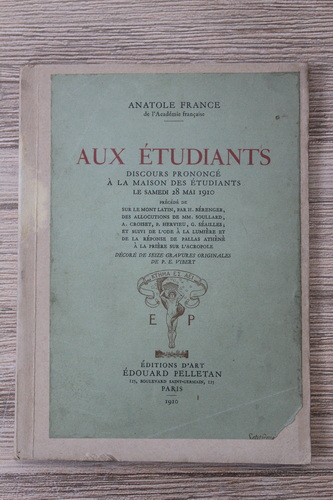 ANATOLE FRANCE
de l'Académie française
AUX ÉTUDIANTS
DISCOURS PRONONCÉ
À LA MAISON DES ÉTUDIANTS
LE SAMEDI 28 MAI 1910
PRÉCÉDÉ DE
SUR LE MONT LATIN, PAR H. BÉRENGER,
DES ALLOCUTIONS DE MM. SOULLARD,
A. CROISET, P. HERVIEU, G. SÉAILLES;
ET SUIVI DE L'ODE À LA LUMIÈRE ET
DE LA RÉPONSE DE PALLAS ATHÉNÉ
À LA PRIÈRE SUR L'ACROPOLE
DÉCORÉ DE SEIZE GRAVURES ORIGINALES
DE P. E. VIBERT
E P
ÉDITIONS D'ART
ÉDOUARD PELLETAN
125, BOULEVARD SAINT-GERMAIN, 125
PARIS
1910